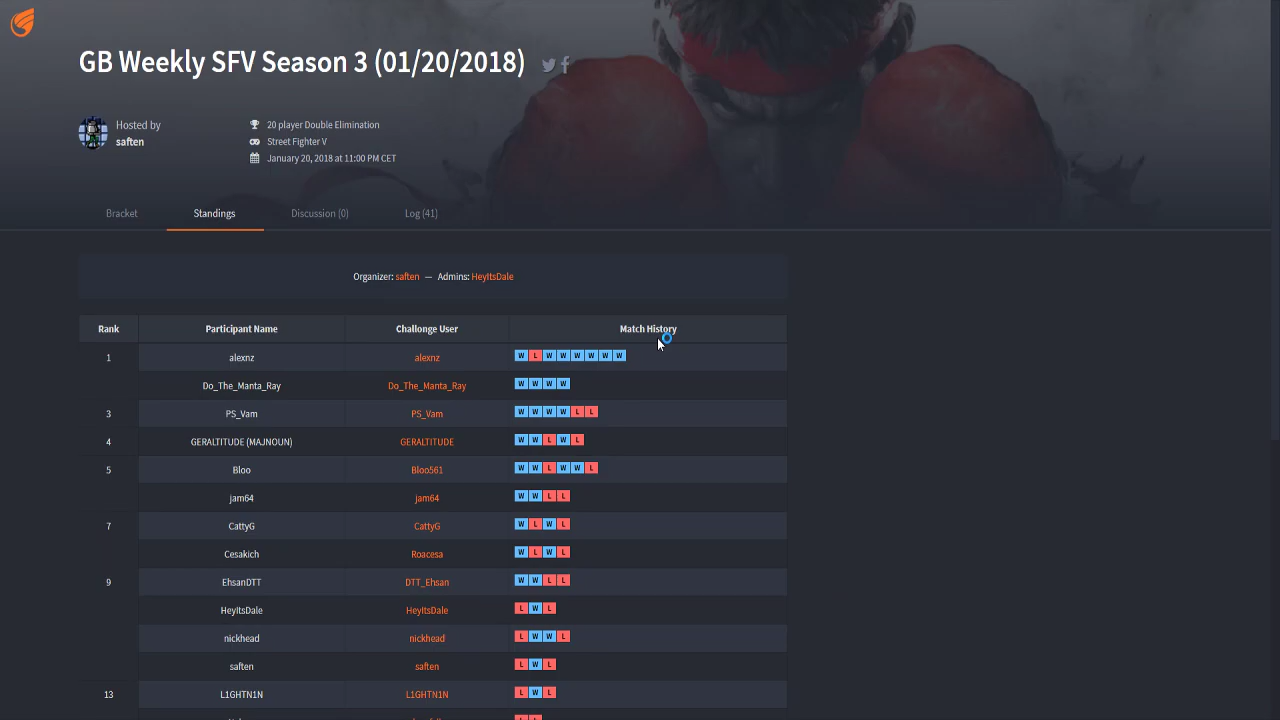 GB Weekly SFV Season 3 (01/20/2018)
Hosted by
saften
20 player Double Elimination
Street Fighter V
January 20, 2018 at 11:00 PM CET
Bracket Standings Discussion (0) Log (41)
Organizer: saften — Admins: HeyItsDale
Rank Participant Name Challonge User Match History
1 alexnz alexnz W L W W W W W W
Do_The_Manta_Ray Do_The_Manta_Ray W W W W
3 PS_Vam PS_Vam W W W W L L
4 GERALTITUDE (MAJNOUN) GERALTITUDE W W L W L
5 Bloo Bloo561 W W L W W L
jam64 jam64 W W L L
7 CattyG CattyG W L W L
Cesakich Roacesa W L W L
9 EhsanDTT DTT_Ehsan W W L L
HeyItsDale HeyItsDale L W L
nickhead nickhead L W W L
saften saften L W L
13 L1GHTN1N L1GHTN1N L W L